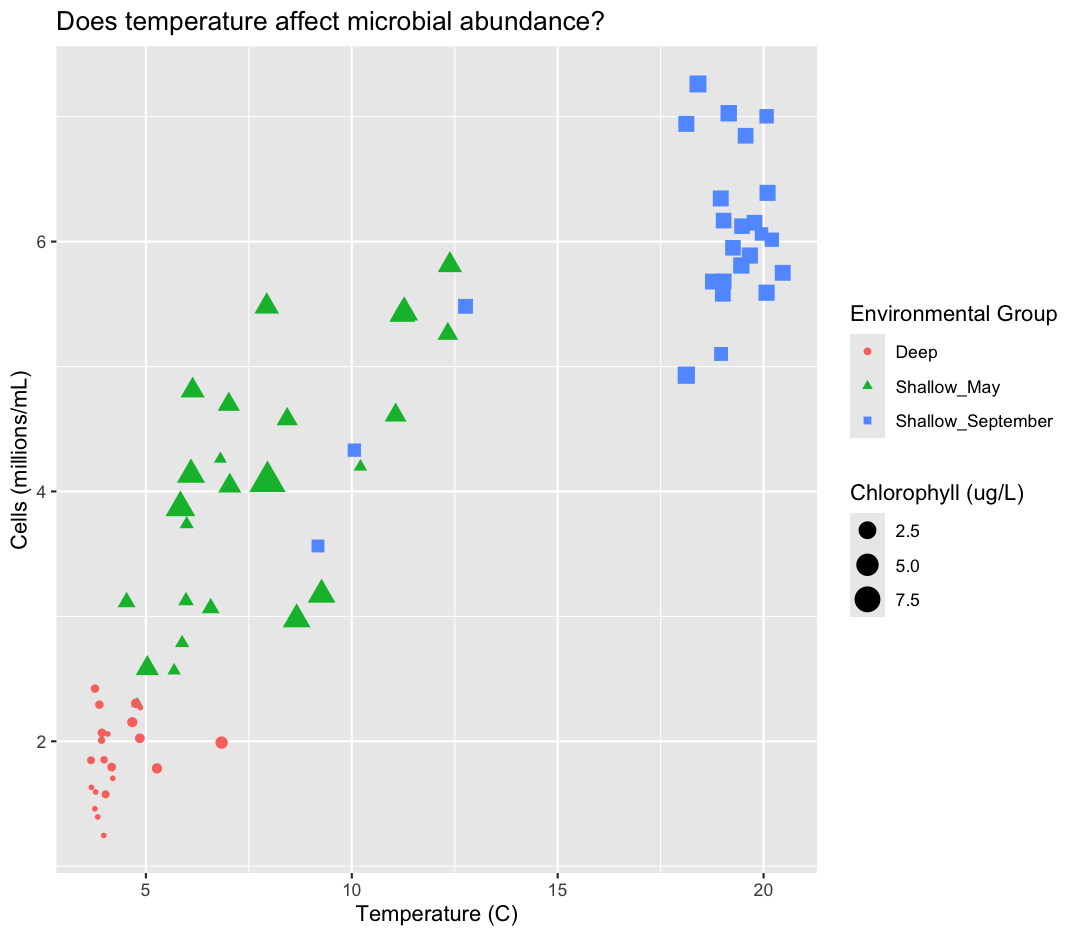 Does temperature affect microbial abundance?
Cells (millions/mL)
6
4
2
5 10 15 20
Temperature (C)
Environmental Group
Deep
Shallow_May
Shallow_September
Chlorophyll (ug/L)
2.5
5.0
7.5